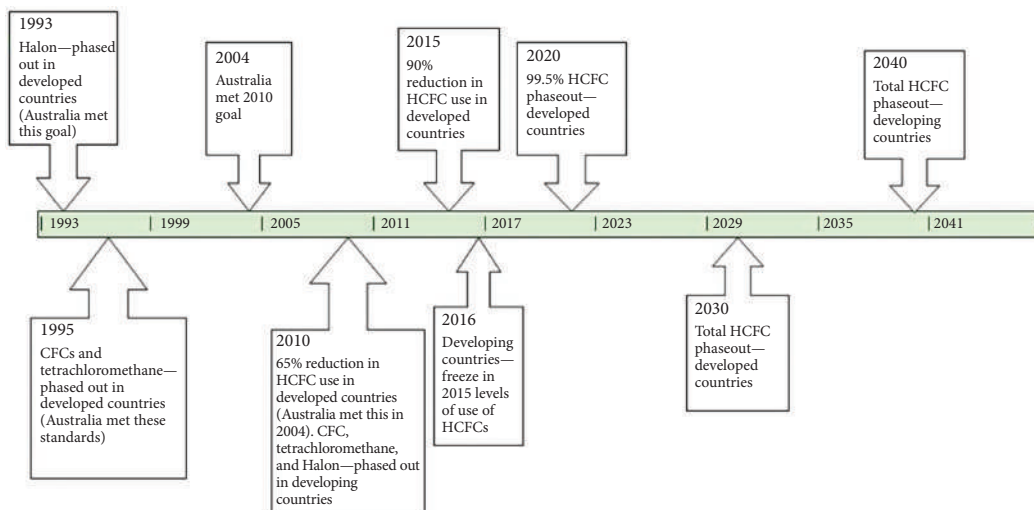 1993
Halon—phased
out in
developed
countries
(Australia met
this goal)
2004
Australia
met 2010
goal
2015
90%
reduction in
HCFC use in
developed
countries
2020
99.5% HCFC
phaseout—
developed
countries
2040
Total HCFC
phaseout—
developing
countries
| 1993 | 1999 | 2005 | 2011 | 2017 | 2023 | 2029 | 2035 | 2041
1995
CFCs and
tetrachloromethane—
phased out in
developed countries
(Australia met these
standards)
2010
65% reduction in
HCFC use in
developed countries
(Australia met this in
2004). CFC,
tetrachloromethane,
and Halon—phased out
in developing
countries
2016
Developing
countries—
freeze in
2015 levels
of use of
HCFCs
2030
Total HCFC
phaseout—
developed
countries